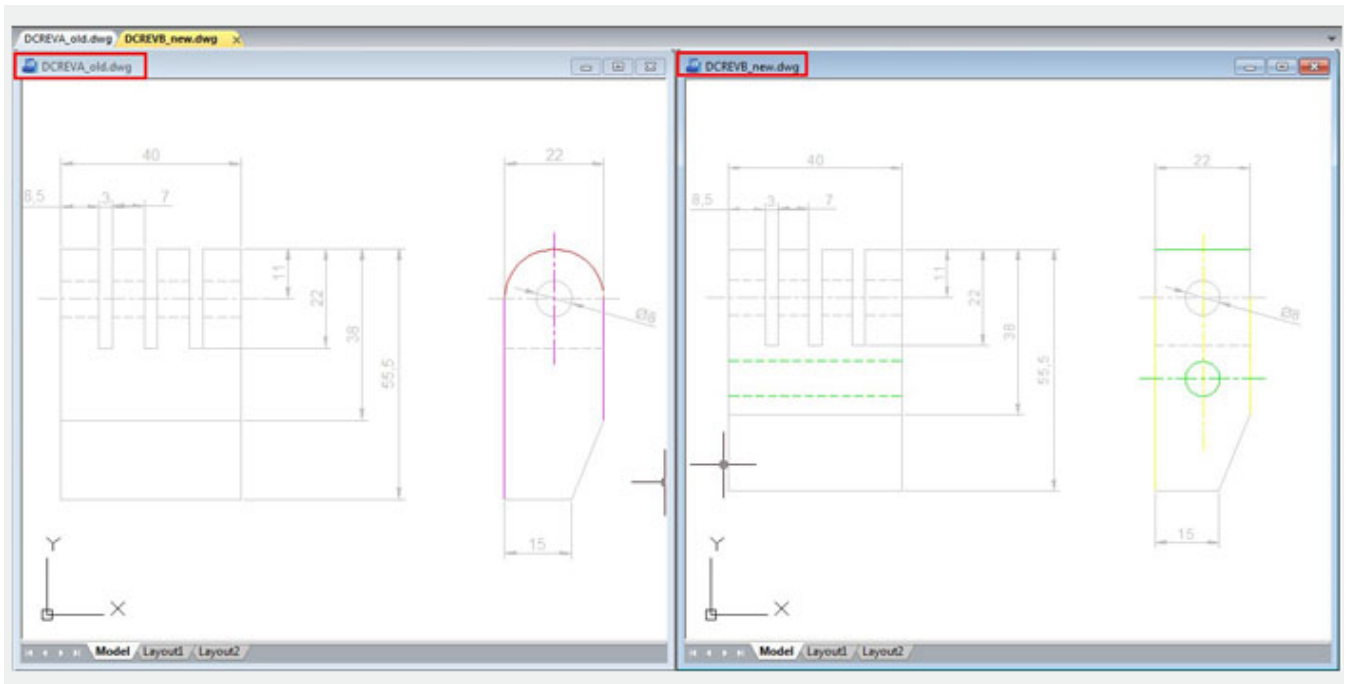 DCREVA_old.dwg DCREVB_new.dwg
DCREVA_old.dwg
40
22
8,5 3 7
11
22
38
55,5
Ø8
15
Y
X
Model Layout1 Layout2
DCREVB_new.dwg
40
22
8,5 3 7
11
22
38
55,5
Ø8
15
Y
X
Model Layout1 Layout2